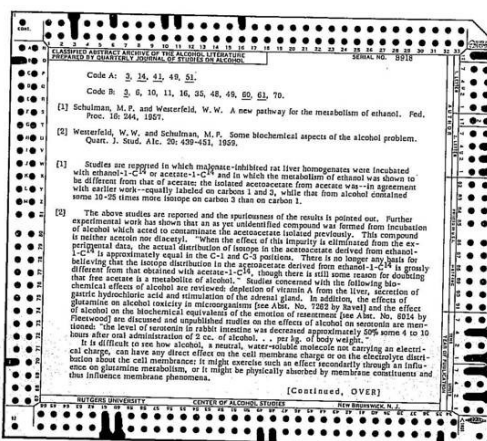 CLASSIFIED ABSTRACT ARCHIVE OF THE ALCOHOL LITERATURE
PREPARED BY QUARTERLY JOURNAL OF STUDIES ON ALCOHOL
SERIAL NO. 8918
Code A: 3, 14, 41, 49, 51.
Code B: 2, 6, 10, 11, 16, 35, 48, 49, 60, 61, 70.
[1] Schulman, M. P. and Westerfeld, W. W. A new pathway for the metabolism of ethanol. Fed.
Proc. 16: 244, 1957.
[2] Westerfeld, W. W. and Schulman, M. P. Some biochemical aspects of the alcohol problem.
Quart. J. Stud. Alc. 20: 439-451, 1959.
[1] Studies are reported in which malonate-inhibited rat liver homogenates were incubated
with ethanol-1-C14 or acetate-1-C14 and in which the metabolism of ethanol was shown to
be different from that of acetate; the isolated acetoacetate from acetate was--in agreement
with earlier work--equally labeled on carbons 1 and 3, while that from alcohol contained
some 10-25 times more isotope on carbon 3 than on carbon 1.
[2] The above studies are reported and the spuriousness of the results is pointed out. Further
experimental work has shown that an as yet unidentified compound was formed from incubation
of alcohol which acted to contaminate the acetoacetate isolated previously. This compound
is neither acetoin nor diacetyl. "When the effect of this impurity is eliminated from the ex-
perimental data, the actual distribution of isotope in the acetoacetate derived from ethanol-
1-C14 is approximately equal in the C-1 and C-3 positions. There is no longer any basis for
believing that the isotope distribution in the acetoacetate derived from ethanol-1-C14 is grossly
different from that obtained with acetate-1-C14, though there is still some reason for doubting
that free acetate is a metabolite of alcohol." Studies concerned with the following bio-
chemical effects of alcohol are reviewed: depletion of vitamin A from the liver, secretion of
gastric hydrochloric acid and stimulation of the adrenal gland. In addition, the effects of
glutamine on alcohol toxicity in microorganisms [see Abst. No. 7262 by Ravel] and the effect
of alcohol on the biochemical equivalents of the emotion of resentment [see Abst. No. 6014 by
Fleetwood] are discussed and unpublished studies on the effects of alcohol on serotonin are men-
tioned: "the level of serotonin in rabbit intestine was decreased approximately 50% some 4 to 10
hours after oral administration of 2 cc. of alcohol. . . per kg. of body weight."
It is difficult to see how alcohol, a neutral, water-soluble molecule not carrying an electri-
cal charge, can have any direct effect on the cell membrane charge or on the electrolyte distri-
bution about the cell membranes; it might exercise such an effect secondarily through an influ-
ence on glutamine metabolism, or it might be physically absorbed by membrane constituents and
thus influence membrane phenomena.
[Continued, OVER]
RUTGERS UNIVERSITY CENTER OF ALCOHOL STUDIES NEW BRUNSWICK, N. J.